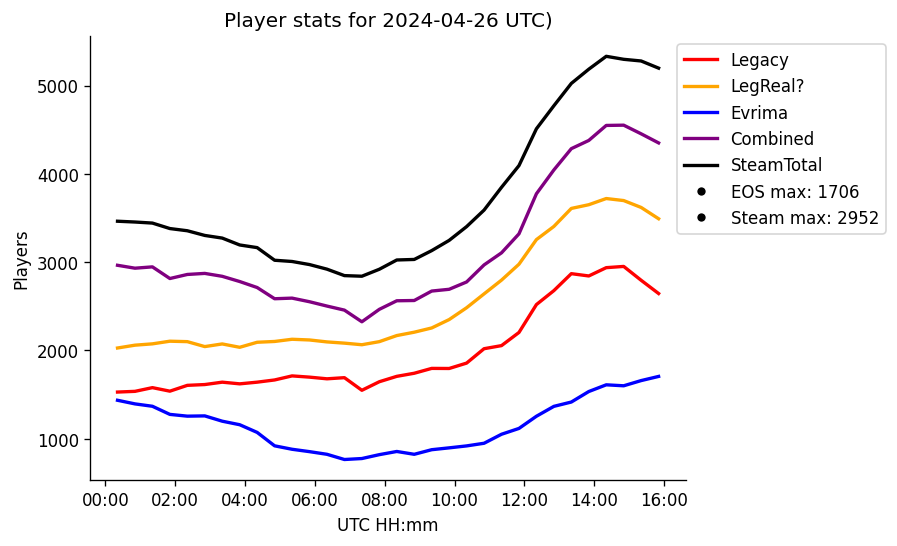 Player stats for 2024-04-26 UTC)
Players
5000
4000
3000
2000
1000
00:00 02:00 04:00 06:00 08:00 10:00 12:00 14:00 16:00
UTC HH:mm
Legacy
LegReal?
Evrima
Combined
SteamTotal
EOS max: 1706
Steam max: 2952